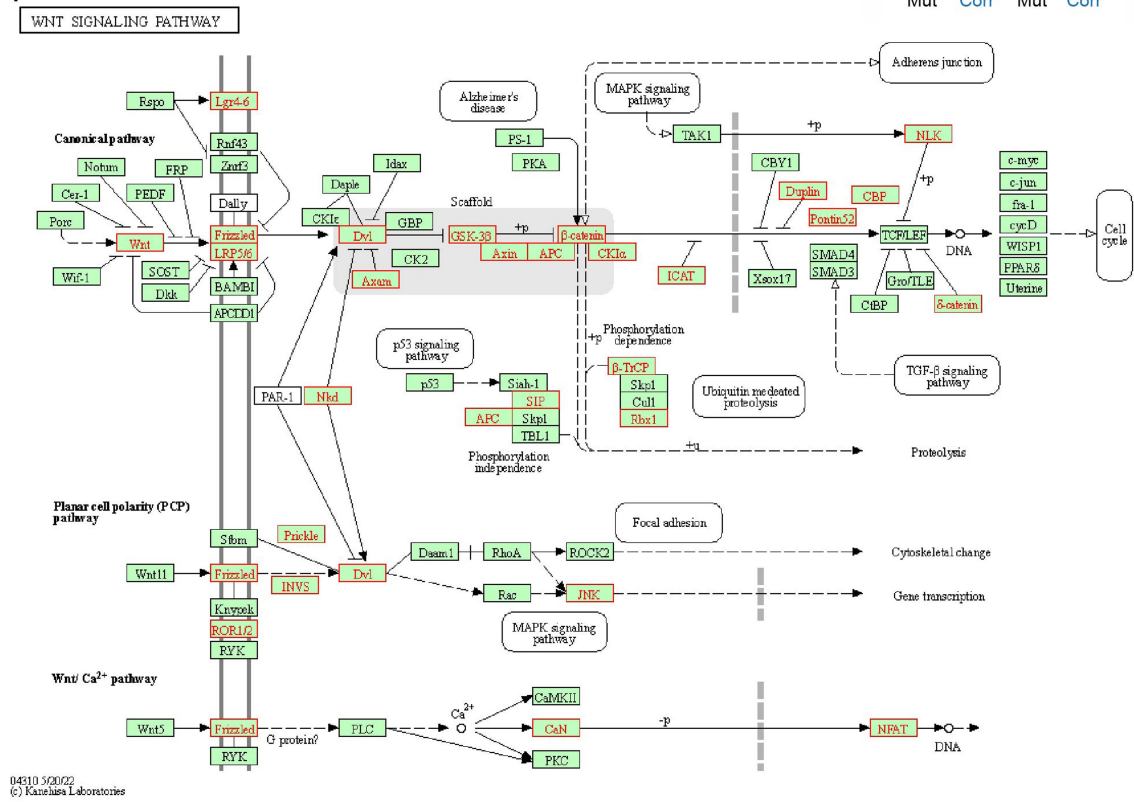 Mut Corr Mut Corr
WNT SIGNALING PATHWAY
Adherens junction
Alzheimer's
disease
MAPK signaling
pathway
Rspo
Lgr4-6
Canonical pathway
Rnf43
Znrf3
PS-1
PKA
TAK1
+p
NLK
Notum
FRP
Cer-1
PEDF
Porc
Wnt
Wif-1
SOST
Dkk
Dally
Frizzled
LRP5/6
BAMBI
APCDD1
Idax
Daple
CKIε
Dvl
GBP
CK2
Axam
Scaffold
GSK-3β
+p
β-catenin
Axin
APC
CKIα
ICAT
CBY1
Duplin
CBP
Pontin52
+p
Xsox17
SMAD4
SMAD3
TCF/LEF
DNA
Gro/TLE
CtBP
δ-catenin
c-myc
c-jun
fra-1
cycD
WISP1
PPARδ
Uterine
Cell
cycle
p53 signaling
pathway
+p
Phosphorylation
dependence
TGF-β signaling
pathway
PAR-1
Nkd
p53
Siah-1
SIP
APC
Skp1
TBL1
Phosphorylation
independence
β-TrCP
Skp1
Cul1
Rbx1
Ubiquitin medeated
proteolysis
+u
Proteolysis
Planar cell polarity (PCP)
pathway
Stbm
Prickle
Wnt11
Frizzled
INVS
Dvl
Knypek
ROR1/2
RYK
Daam1
RhoA
ROCK2
Focal adhesion
Cytoskeletal change
Rac
JNK
Gene transcription
MAPK signaling
pathway
Wnt/ Ca2+ pathway
Wnt5
Frizzled
RYK
G protein?
PLC
Ca2+
CaMKII
CaN
PKC
-p
NFAT
DNA
04310 5/20/22
(c) Kanehisa Laboratories